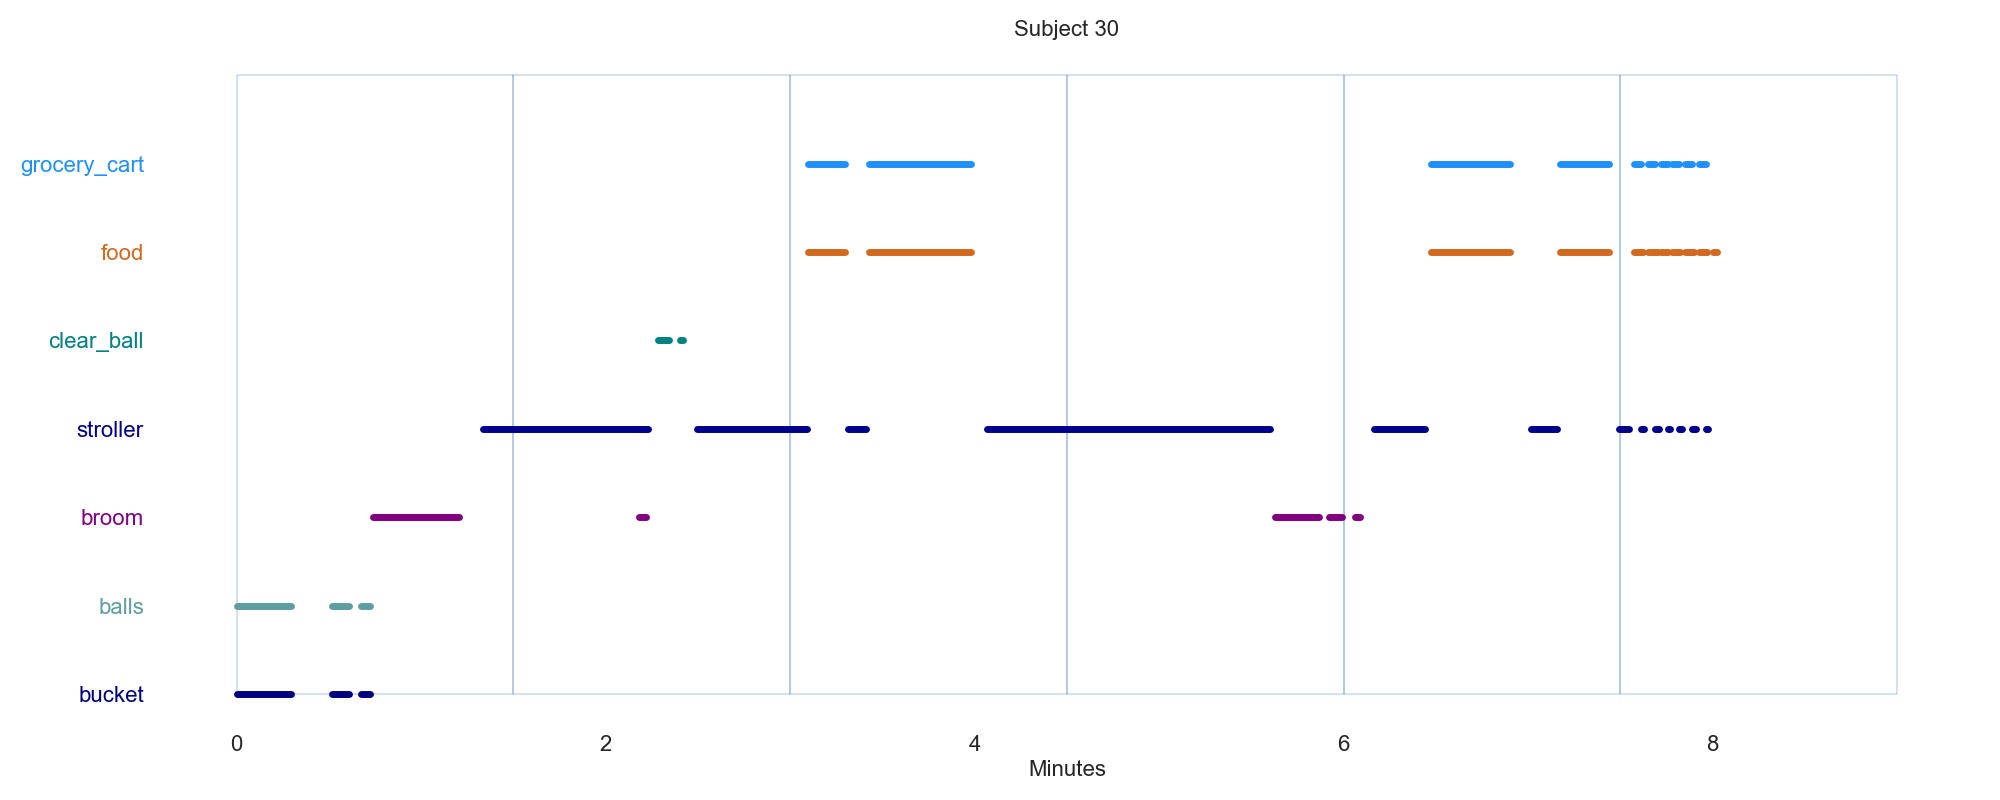 Subject 30
grocery_cart
food
clear_ball
stroller
broom
balls
bucket
0 2 4 6 8
Minutes